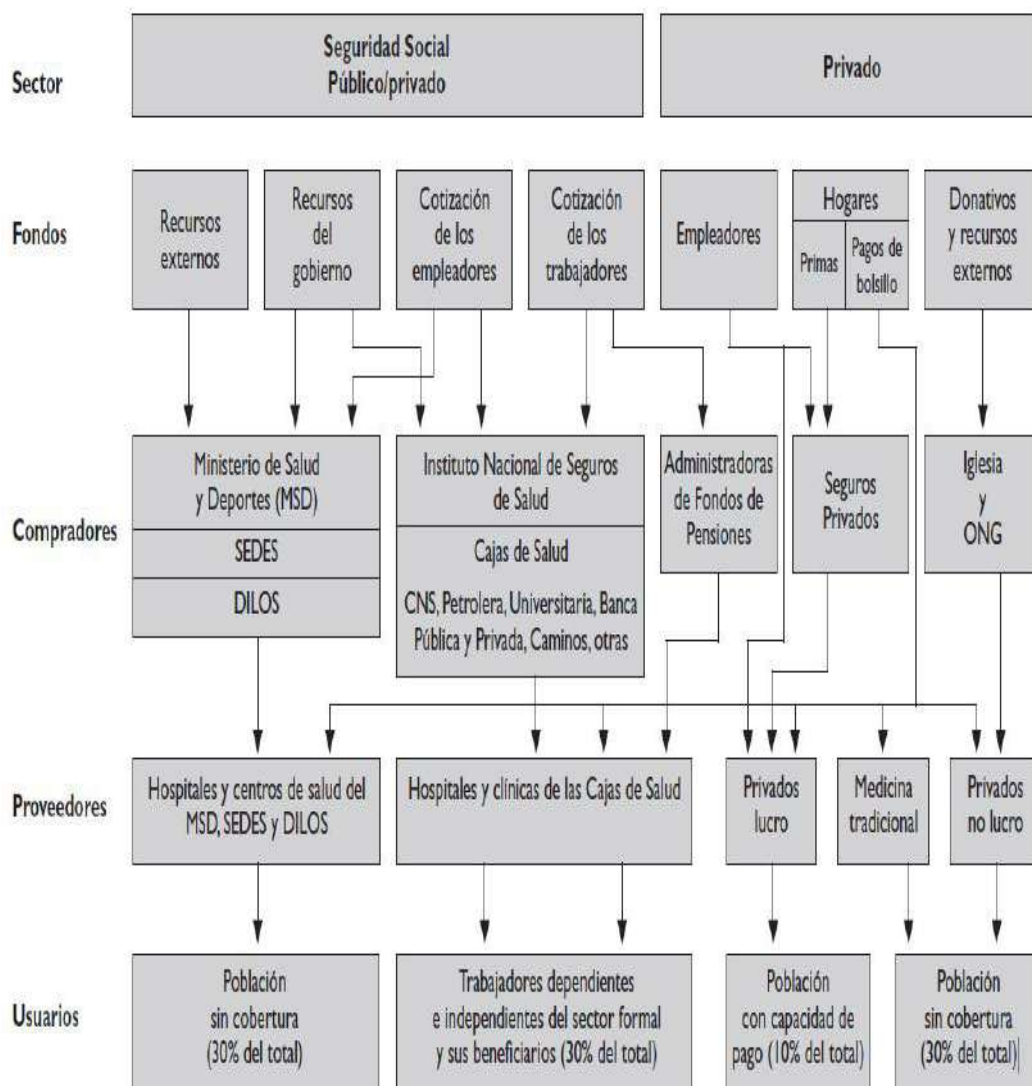 Sector
Seguridad Social
Público/privado
Privado
Fondos
Recursos
externos
Recursos
del
gobierno
Cotización
de los
empleadores
Cotización
de los
trabajadores
Empleadores
Hogares
Primas
Pagos de
bolsillo
Donativos
y recursos
externos
Compradores
Ministerio de Salud
y Deportes (MSD)
SEDES
DILOS
Instituto Nacional de Seguros
de Salud
Cajas de Salud
CNS, Petrolera, Universitaria, Banca
Pública y Privada, Caminos, otras
Administradoras
de Fondos de
Pensiones
Seguros
Privados
Iglesia
y
ONG
Proveedores
Hospitales y centros de salud del
MSD, SEDES y DILOS
Hospitales y clínicas de las Cajas de Salud
Privados
lucro
Medicina
tradicional
Privados
no lucro
Usuarios
Población
sin cobertura
(30% del total)
Trabajadores dependientes
e independientes del sector formal
y sus beneficiarios (30% del total)
Población
con capacidad de
pago (10% del total)
Población
sin cobertura
(30% del total)